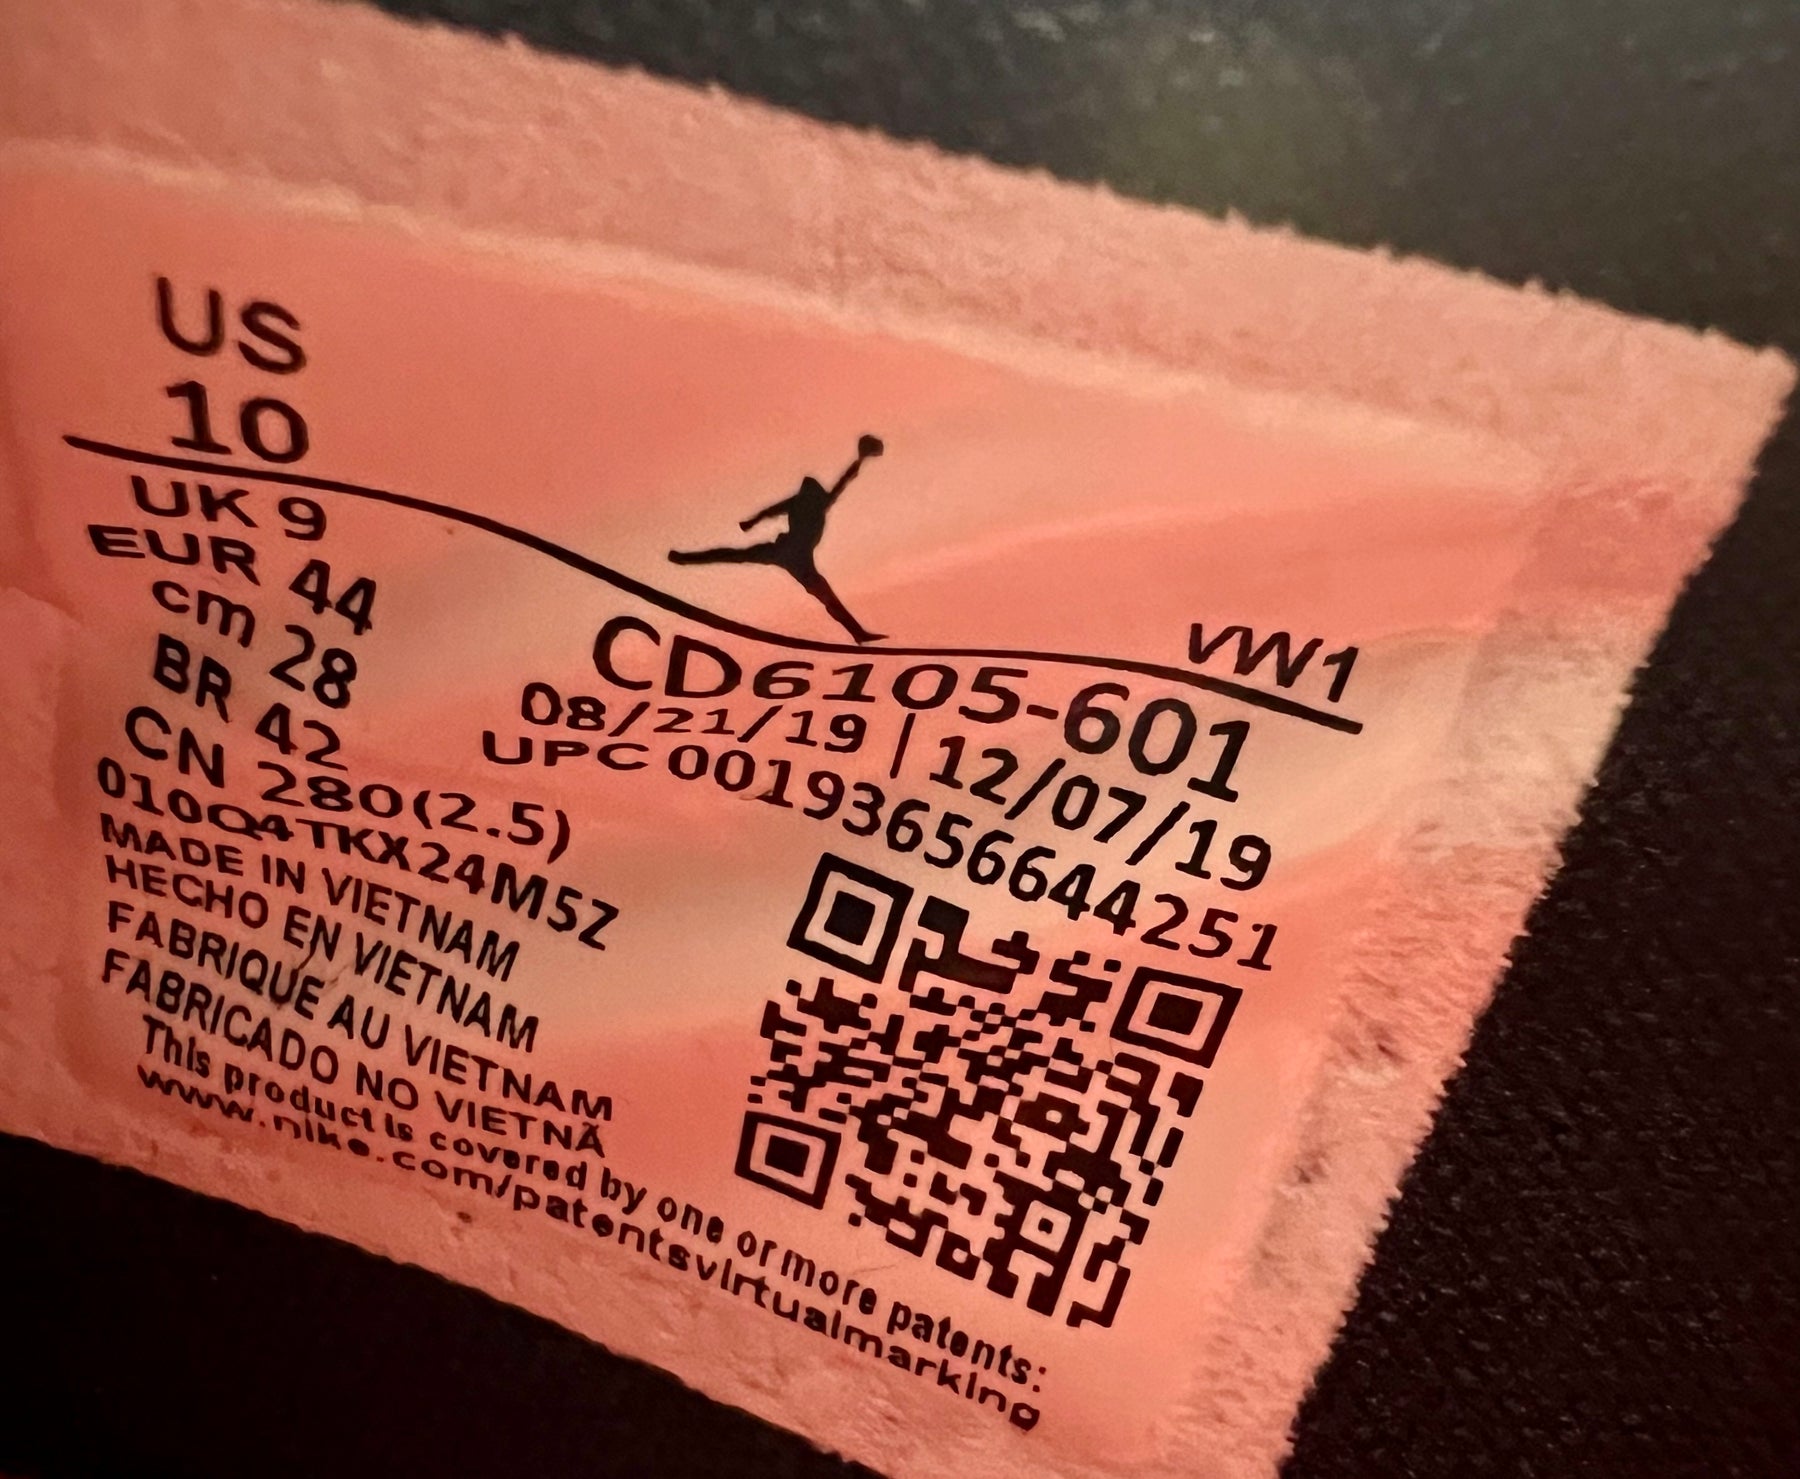 US
10
UK 9
EUR 44
cm 28
BR 42
CN 280(2.5)
010Q4TKX24M5Z
MADE IN VIETNAM
HECHO EN VIETNAM
FABRIQUE AU VIETNAM
FABRICADO NO VIETNÃ
This product is covered by one or more patents:
www.nike.com/patentsvirtualmarking
VW1
CD6105-601
08/21/19 | 12/07/19
UPC 00193656644251